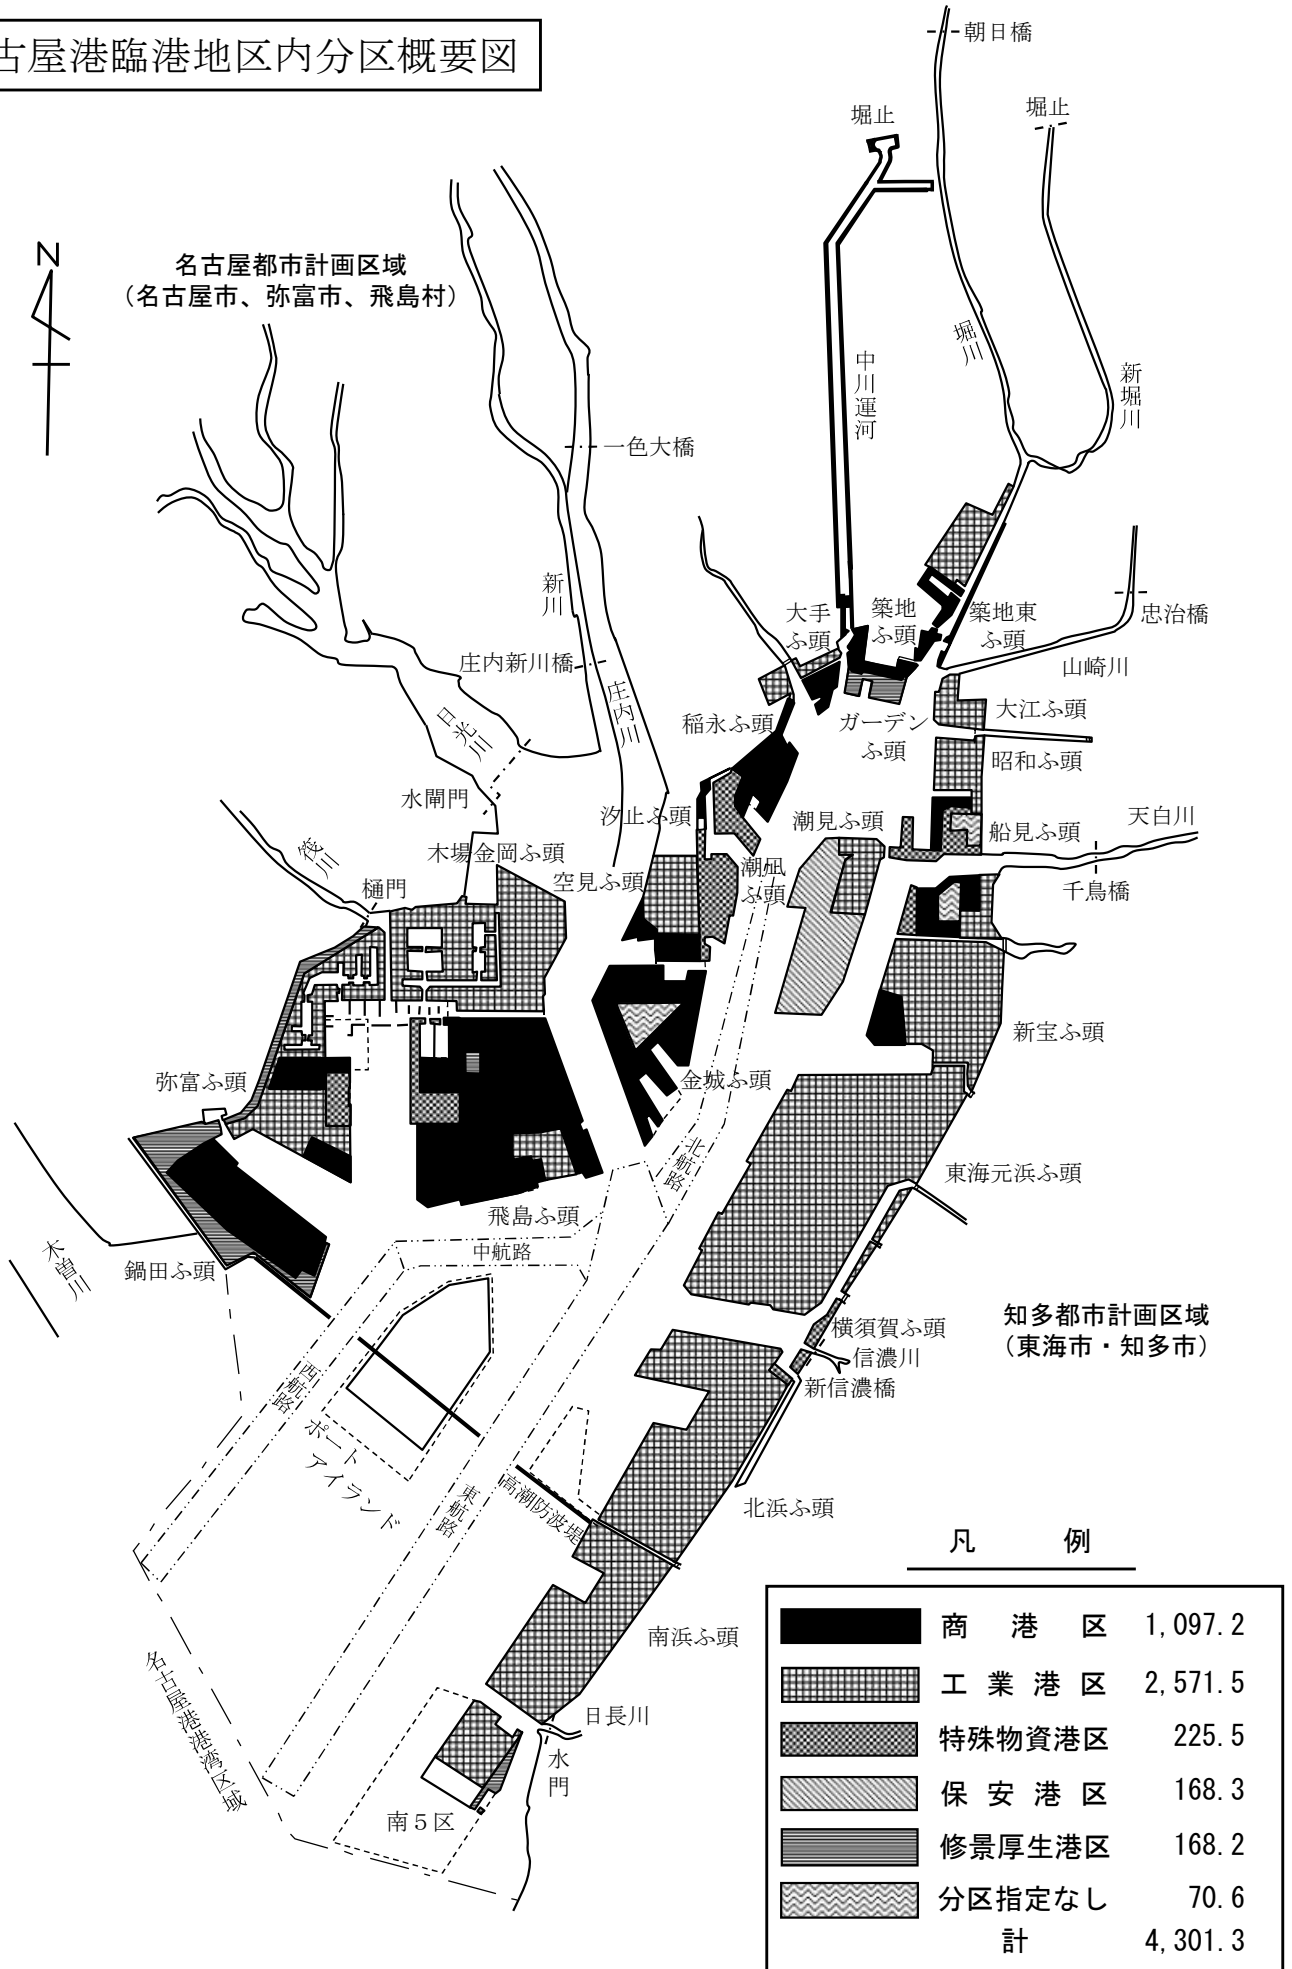 古屋港臨港地区内分区概要図
朝日橋
堀止
堀止
N
名古屋都市計画区域
（名古屋市、弥富市、飛島村）
堀川
中川運河
新堀川
一色大橋
新川
大手
ふ頭
築地
ふ頭
築地東
ふ頭
忠治橋
庄内新川橋
山崎川
庄内川
日光川
稲永ふ頭
ガーデン
ふ頭
大江ふ頭
昭和ふ頭
水閘門
汐止ふ頭
潮見ふ頭
船見ふ頭
天白川
筏川
木場金岡ふ頭
樋門
空見ふ頭
潮凪
ふ頭
千鳥橋
新宝ふ頭
弥富ふ頭
金城ふ頭
北航路
東海元浜ふ頭
飛島ふ頭
中航路
木曽川
鍋田ふ頭
知多都市計画区域
（東海市・知多市）
横須賀ふ頭
信濃川
新信濃橋
西航路
ポート
アイランド
東航路
高潮防波堤
北浜ふ頭
南浜ふ頭
名古屋港港湾区域
日長川
水門
南５区
凡例
商港区 1,097.2
工業港区 2,571.5
特殊物資港区 225.5
保安港区 168.3
修景厚生港区 168.2
分区指定なし 70.6
計 4,301.3